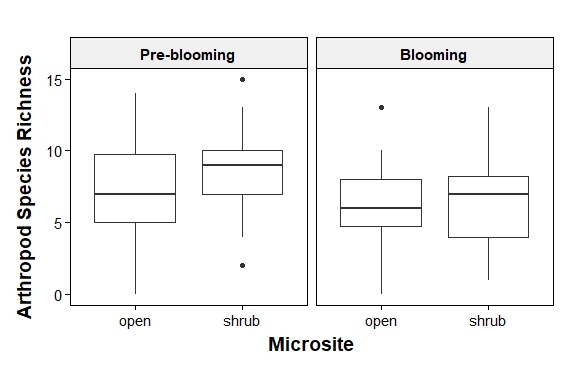 Pre-blooming
Blooming
Arthropod Species Richness
15
10
5
0
open
shrub
open
shrub
Microsite